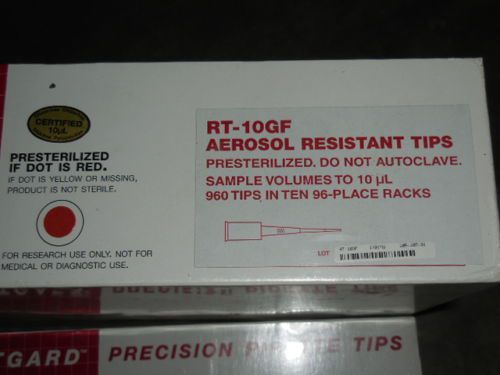 CERTIFIED
10µL
PRESTERILIZED
IF DOT IS RED.
IF DOT IS YELLOW OR MISSING,
PRODUCT IS NOT STERILE.
FOR RESEARCH USE ONLY. NOT FOR
MEDICAL OR DIAGNOSTIC USE.
RT-10GF
AEROSOL RESISTANT TIPS
PRESTERILIZED. DO NOT AUTOCLAVE.
SAMPLE VOLUMES TO 10 µL
960 TIPS IN TEN 96-PLACE RACKS
LOT
TGARD™ PRECISION PIPETTE TIPS